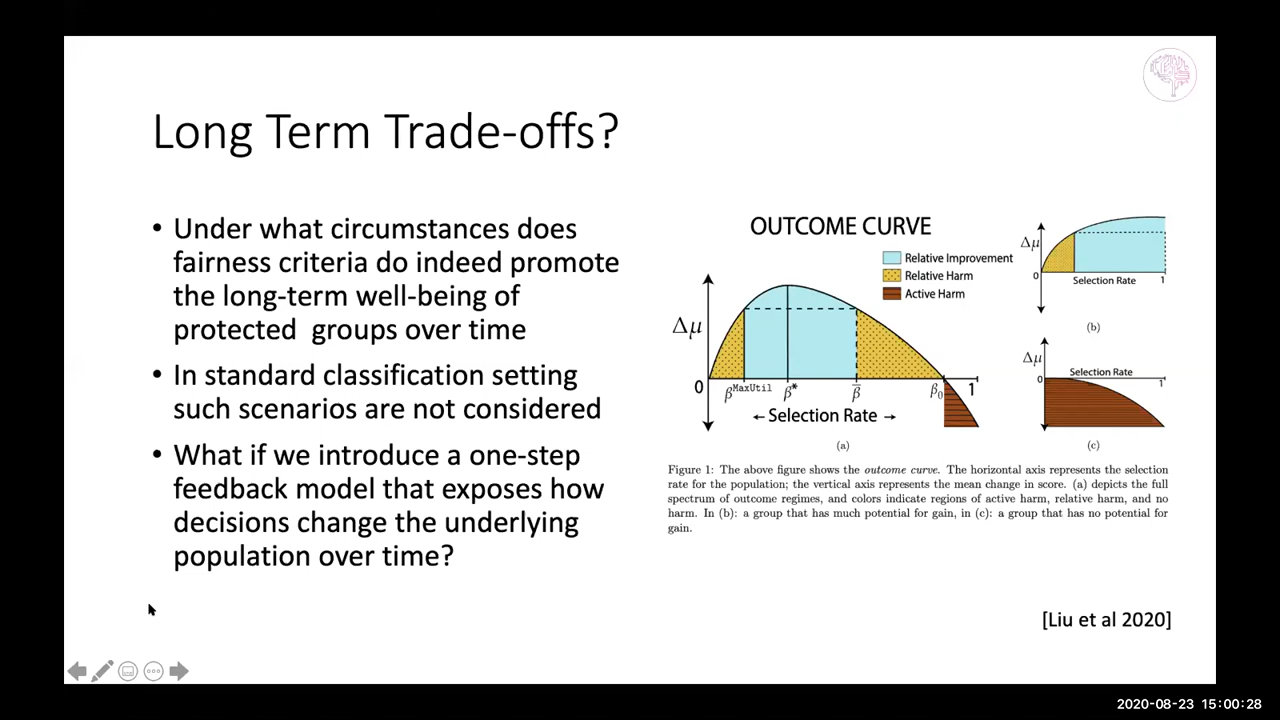 Long Term Trade-offs?
• Under what circumstances does
fairness criteria do indeed promote
the long-term well-being of
protected groups over time
• In standard classification setting
such scenarios are not considered
• What if we introduce a one-step
feedback model that exposes how
decisions change the underlying
population over time?
OUTCOME CURVE
Relative Improvement
Relative Harm
Active Harm
Δμ
0
β^MaxUtil
β*
β̄
β₀
1
← Selection Rate →
(a)
Δμ
0
Selection Rate
1
(b)
Δμ
0
Selection Rate
1
(c)
Figure 1: The above figure shows the outcome curve. The horizontal axis represents the selection
rate for the population; the vertical axis represents the mean change in score. (a) depicts the full
spectrum of outcome regimes, and colors indicate regions of active harm, relative harm, and no
harm. In (b): a group that has much potential for gain, in (c): a group that has no potential for
gain.
[Liu et al 2020]
2020-08-23 15:00:28